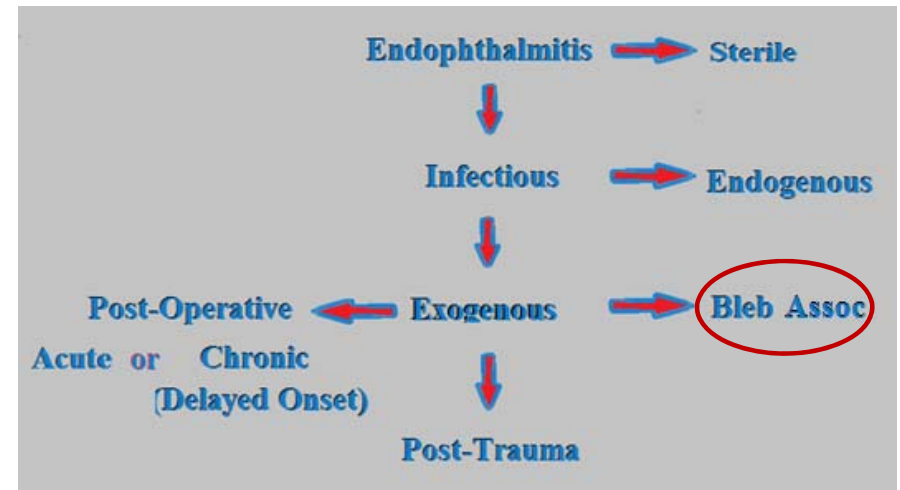 Endophthalmitis Sterile
Infectious Endogenous
Post-Operative Exogenous Bleb Assoc
Acute or Chronic
(Delayed Onset)
Post-Trauma